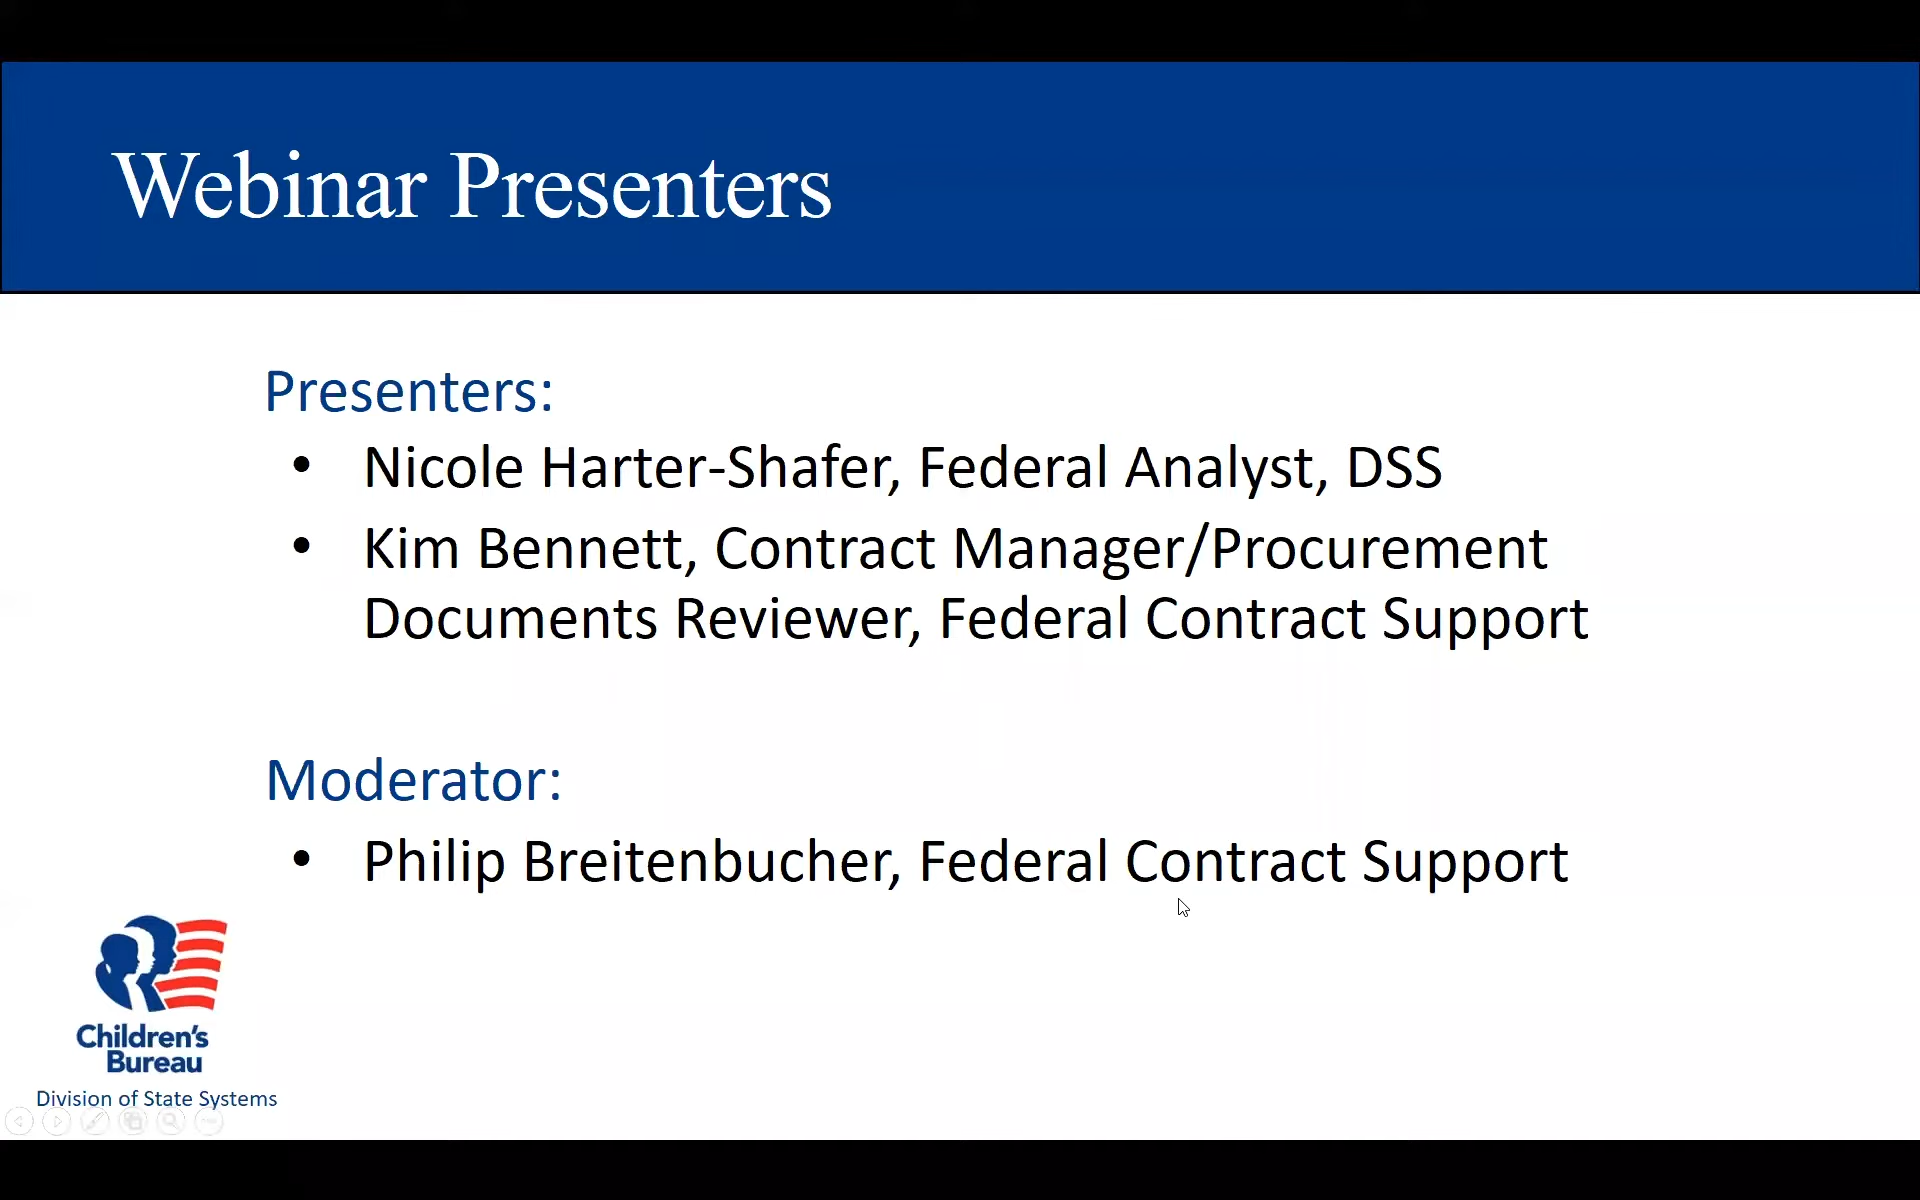 Webinar Presenters
Presenters:
• Nicole Harter-Shafer, Federal Analyst, DSS
• Kim Bennett, Contract Manager/Procurement
Documents Reviewer, Federal Contract Support
Moderator:
• Philip Breitenbucher, Federal Contract Support
Children's
Bureau
Division of State Systems